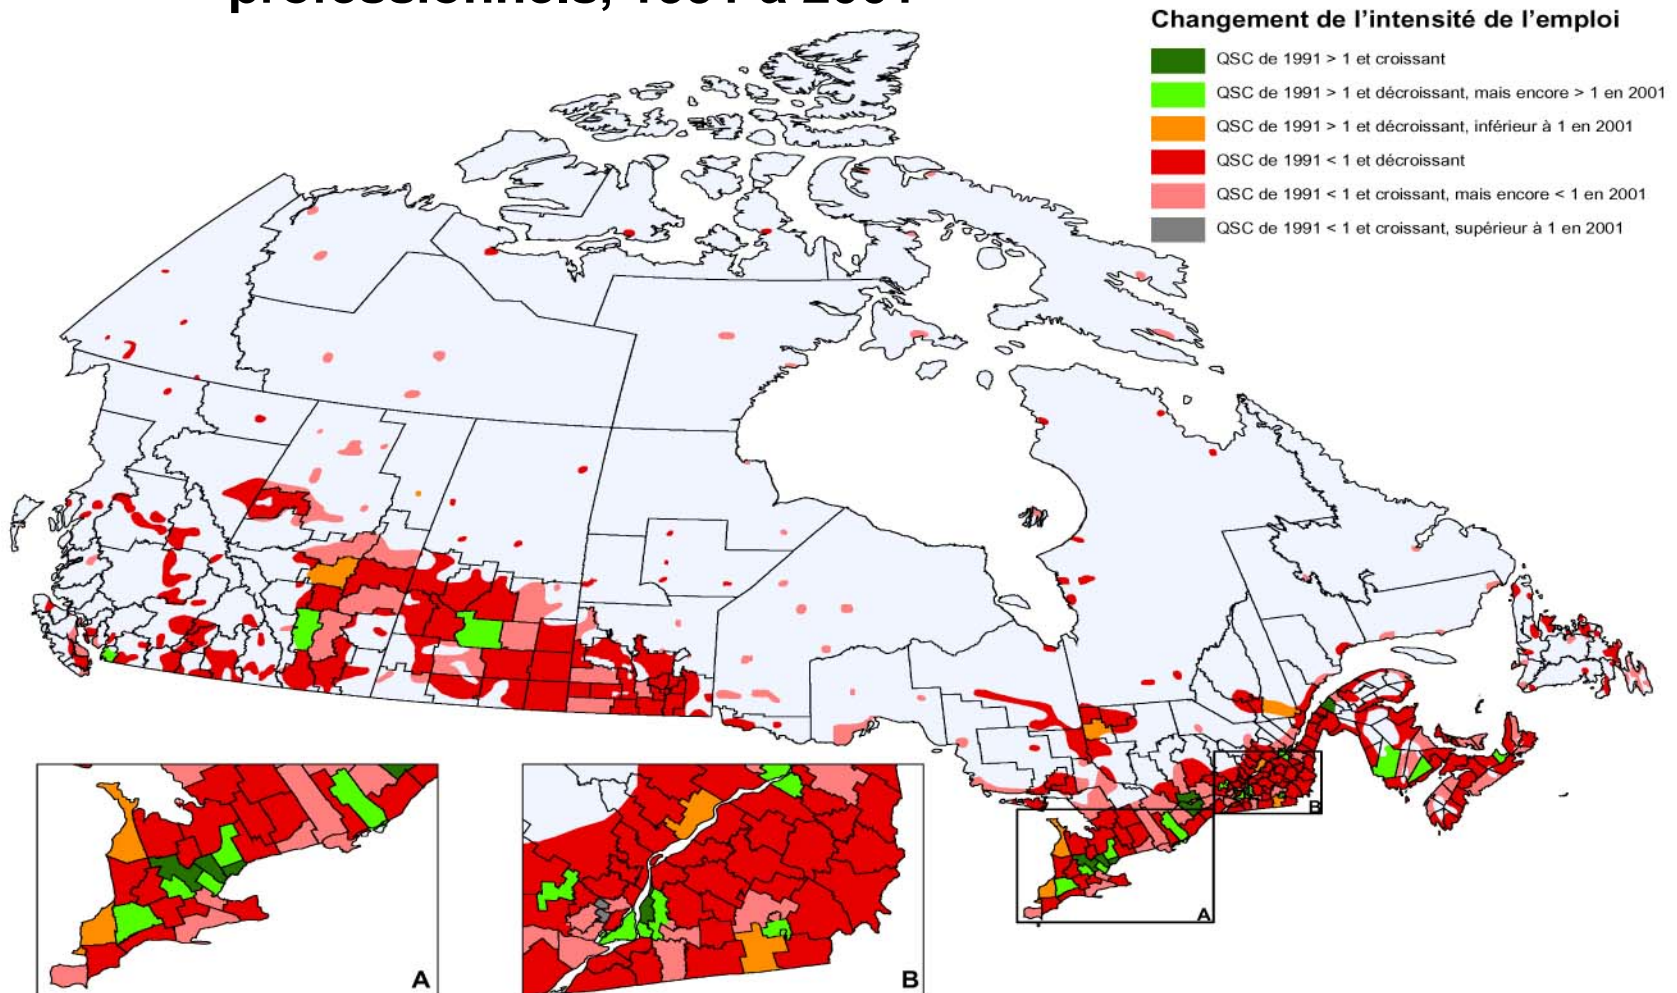 professionnels, 1991 à 2001
Changement de l'intensité de l'emploi
QSC de 1991 > 1 et croissant
QSC de 1991 > 1 et décroissant, mais encore > 1 en 2001
QSC de 1991 > 1 et décroissant, inférieur à 1 en 2001
QSC de 1991 < 1 et décroissant
QSC de 1991 < 1 et croissant, mais encore < 1 en 2001
QSC de 1991 < 1 et croissant, supérieur à 1 en 2001
B
A
A
B